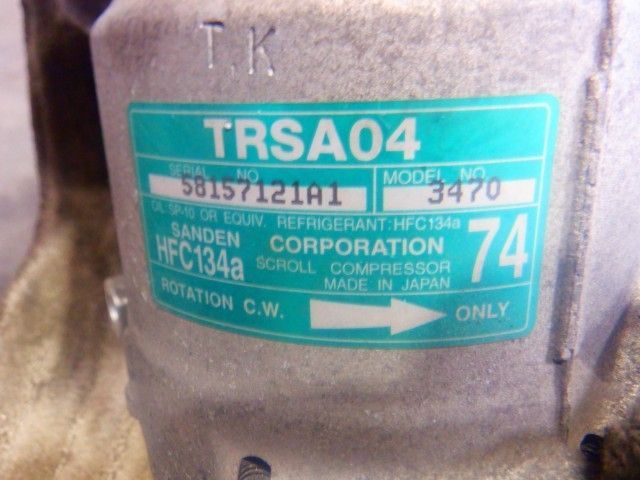 T.K
TRSA04
SERIAL NO MODEL NO
58157121A1 3470
OIL SP-10 OR EQUIV. REFRIGERANT:HFC134a
SANDEN CORPORATION 74
HFC134a SCROLL COMPRESSOR
MADE IN JAPAN
ROTATION C.W. ONLY